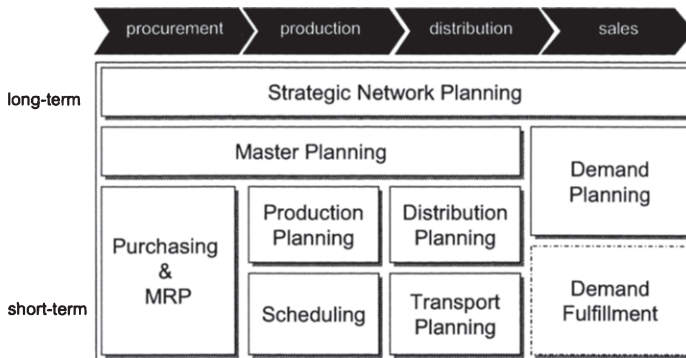 procurement
production
distribution
sales
long-term
Strategic Network Planning
Master Planning
Demand
Planning
Purchasing
&
MRP
Production
Planning
Distribution
Planning
short-term
Scheduling
Transport
Planning
Demand
Fulfillment